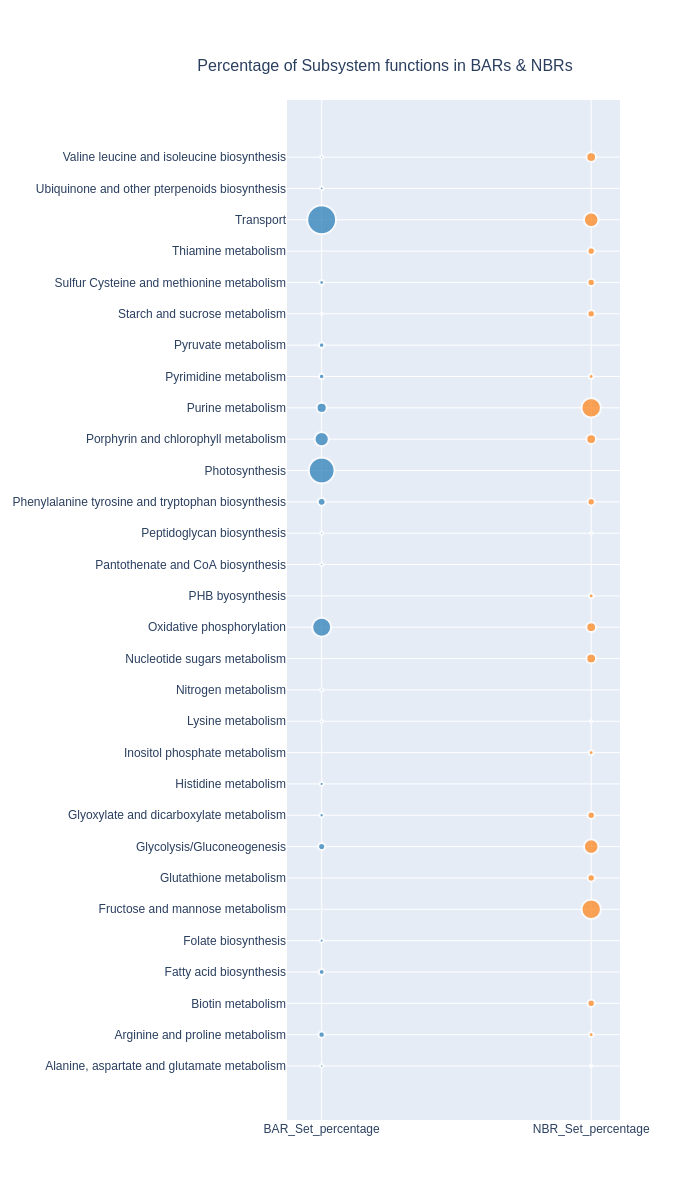 Percentage of Subsystem functions in BARs & NBRs
Valine leucine and isoleucine biosynthesis
Ubiquinone and other pterpenoids biosynthesis
Transport
Thiamine metabolism
Sulfur Cysteine and methionine metabolism
Starch and sucrose metabolism
Pyruvate metabolism
Pyrimidine metabolism
Purine metabolism
Porphyrin and chlorophyll metabolism
Photosynthesis
Phenylalanine tyrosine and tryptophan biosynthesis
Peptidoglycan biosynthesis
Pantothenate and CoA biosynthesis
PHB byosynthesis
Oxidative phosphorylation
Nucleotide sugars metabolism
Nitrogen metabolism
Lysine metabolism
Inositol phosphate metabolism
Histidine metabolism
Glyoxylate and dicarboxylate metabolism
Glycolysis/Gluconeogenesis
Glutathione metabolism
Fructose and mannose metabolism
Folate biosynthesis
Fatty acid biosynthesis
Biotin metabolism
Arginine and proline metabolism
Alanine, aspartate and glutamate metabolism
BAR_Set_percentage NBR_Set_percentage